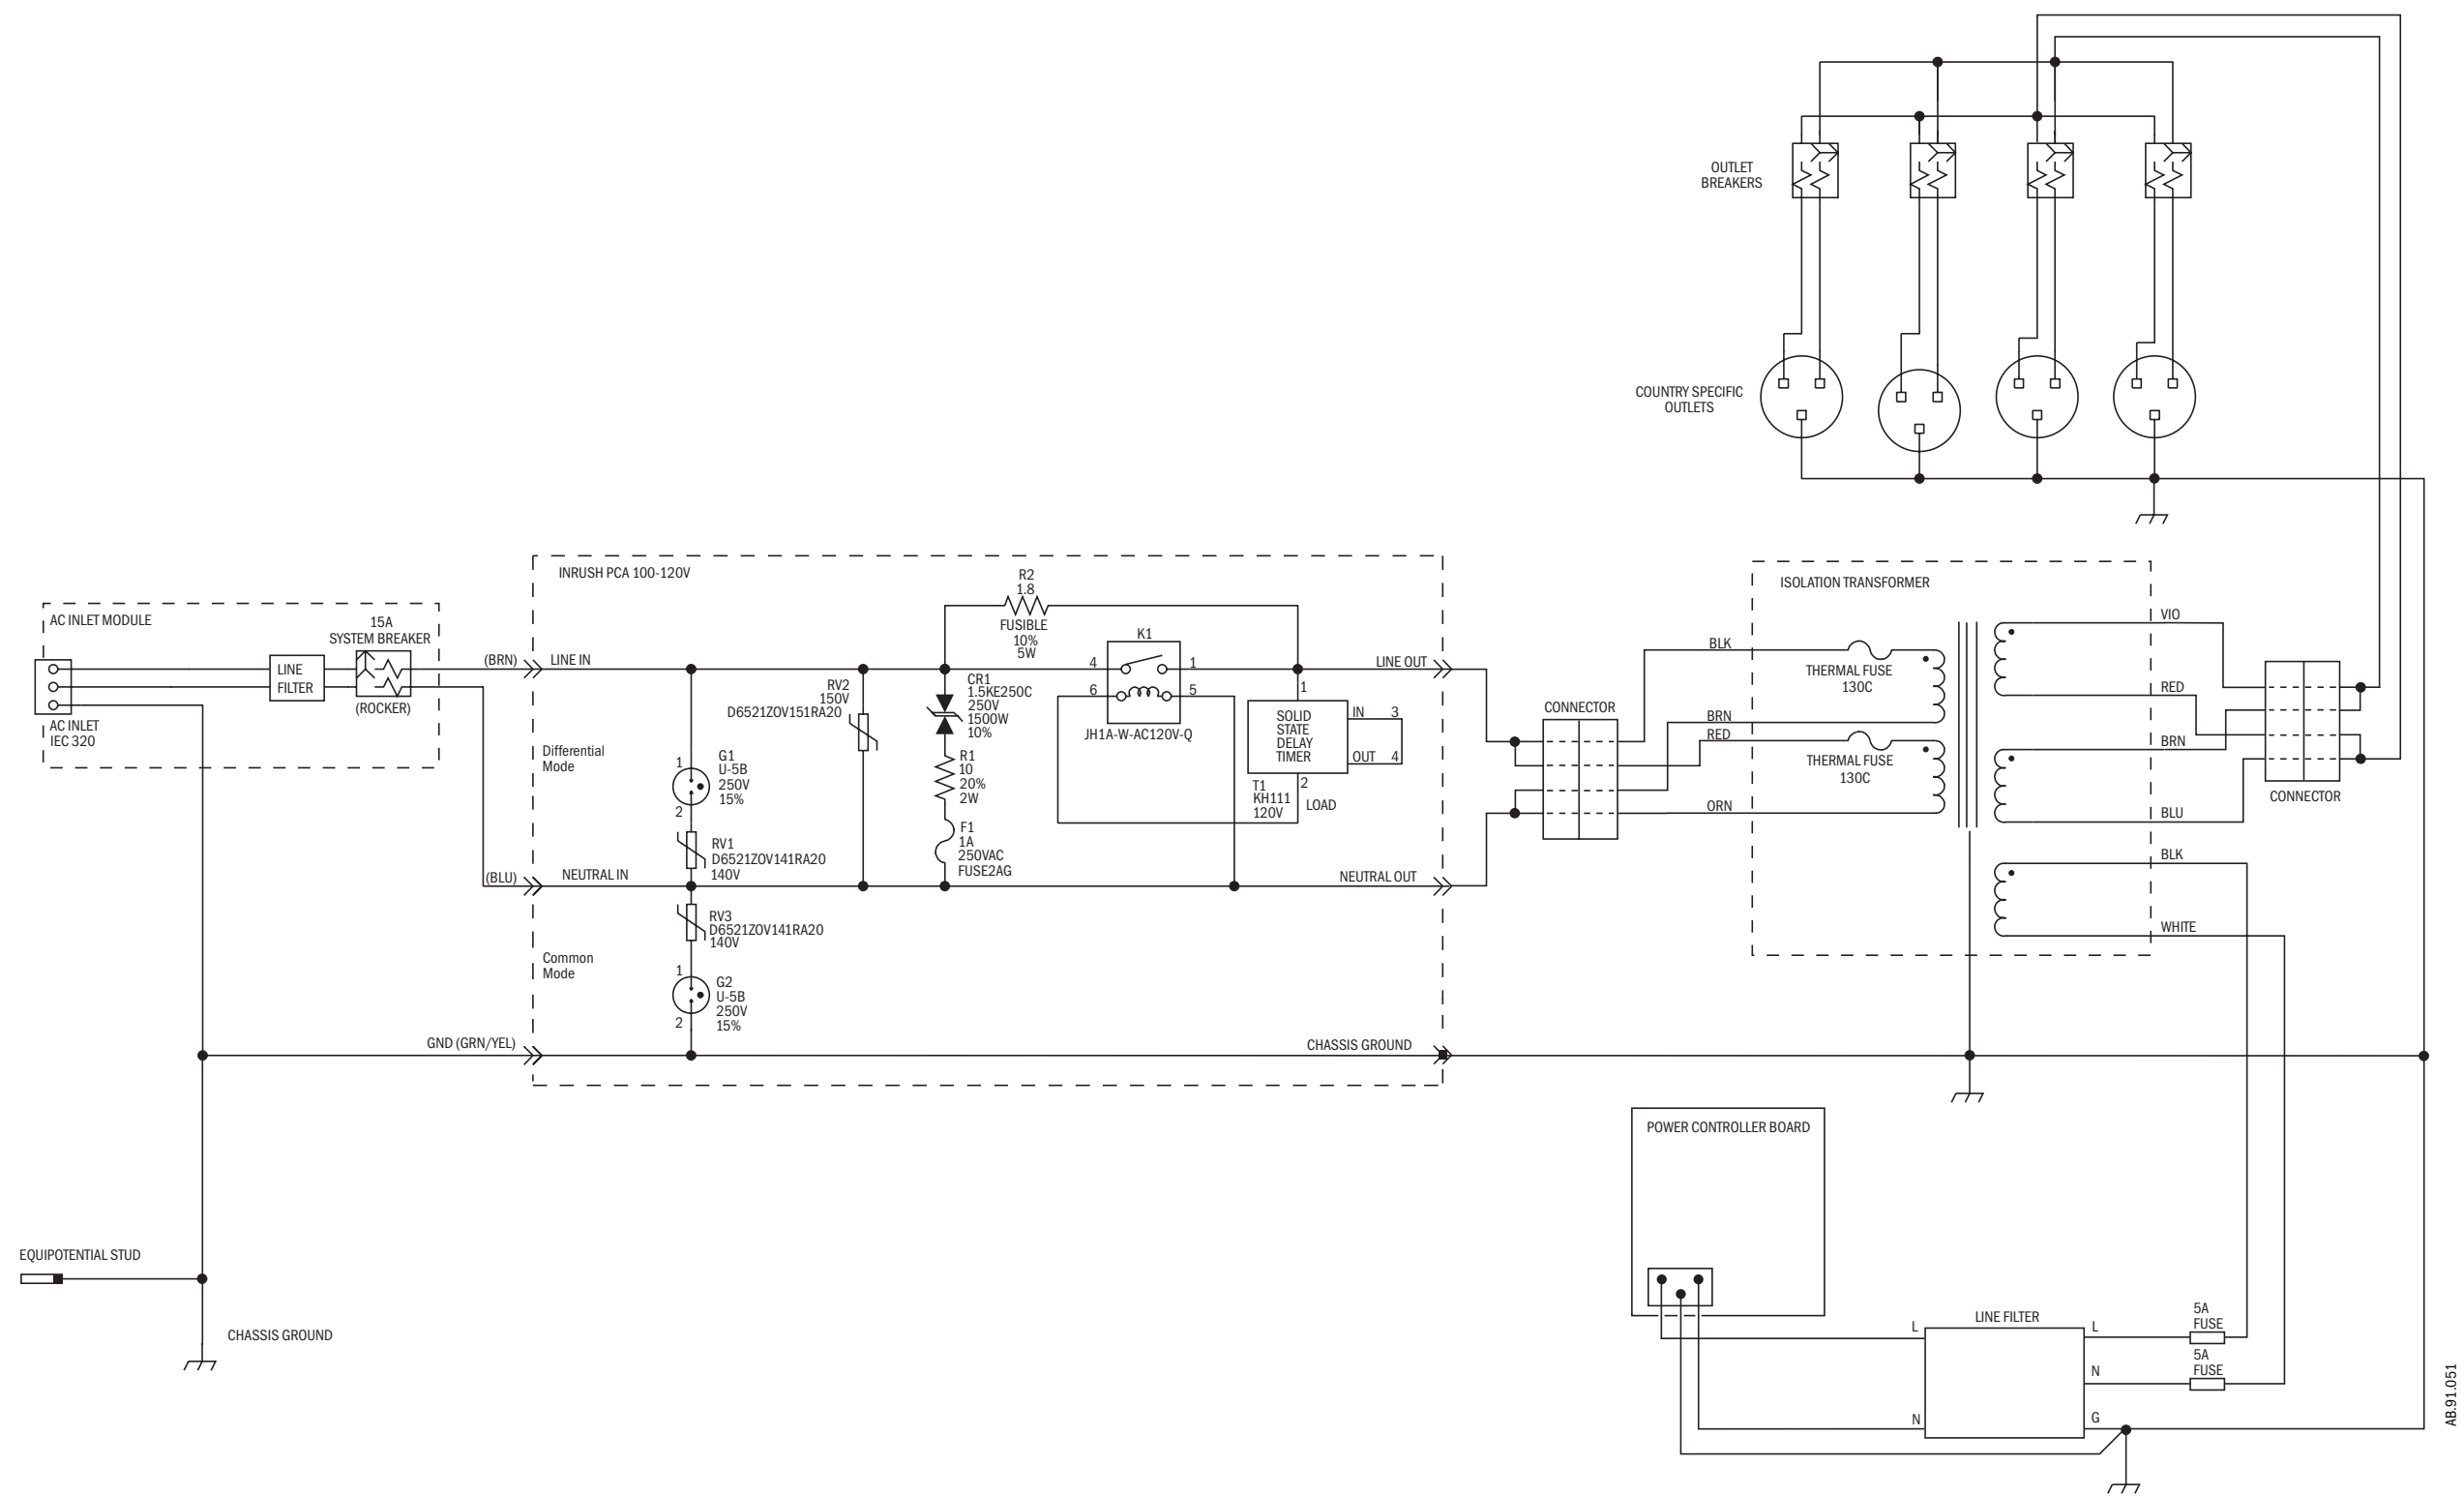 OUTLET
BREAKERS
COUNTRY SPECIFIC
OUTLETS
AC INLET MODULE
15A
SYSTEM BREAKER
LINE
FILTER
(ROCKER)
AC INLET
IEC 320
(BRN)
(BLU)
GND (GRN/YEL)
EQUIPOTENTIAL STUD
CHASSIS GROUND
INRUSH PCA 100-120V
LINE IN
Differential
Mode
NEUTRAL IN
Common
Mode
1
G1
U-5B
250V
15%
2
RV1
D6521ZOV141RA20
140V
RV3
D6521ZOV141RA20
140V
1
G2
U-5B
250V
15%
2
RV2
150V
D6521ZOV151RA20
R2
1.8
FUSIBLE
10%
5W
CR1
1.5KE250C
250V
1500W
10%
R1
10
20%
2W
F1
1A
250VAC
FUSE2AG
K1
4
1
6
5
JH1A-W-AC120V-Q
1
SOLID
STATE
DELAY
TIMER
IN
3
OUT
4
T1
KH111
120V
2
LOAD
LINE OUT
NEUTRAL OUT
CHASSIS GROUND
CONNECTOR
BLK
BRN
RED
ORN
ISOLATION TRANSFORMER
THERMAL FUSE
130C
THERMAL FUSE
130C
VIO
RED
BRN
BLU
BLK
WHITE
CONNECTOR
POWER CONTROLLER BOARD
LINE FILTER
L
N
L
N
G
5A
FUSE
5A
FUSE
AB.91.051